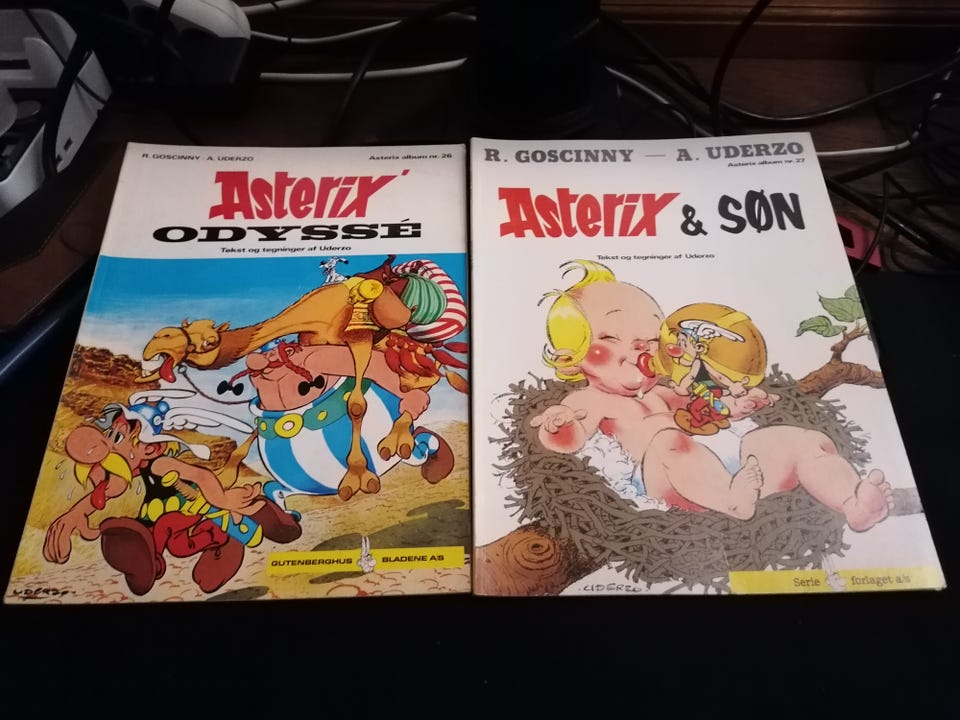 R. GOSCINNY · A. UDERZO
Asterix album nr. 26
Asterix'
ODYSSÉ
Tekst og tegninger af Uderzo
GUTENBERGHUS BLADENE A/S
UDERZO
R. GOSCINNY — A. UDERZO
Asterix album nr. 27
Asterix & SØN
Tekst og tegninger af Uderzo
Serie forlaget a/s
UDERZO